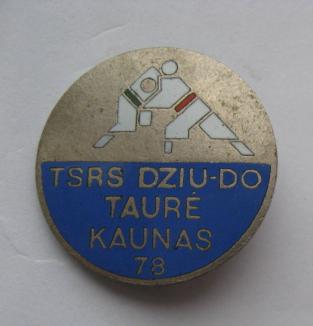 TSRS DZIU-DO
TAURĖ
KAUNAS
78